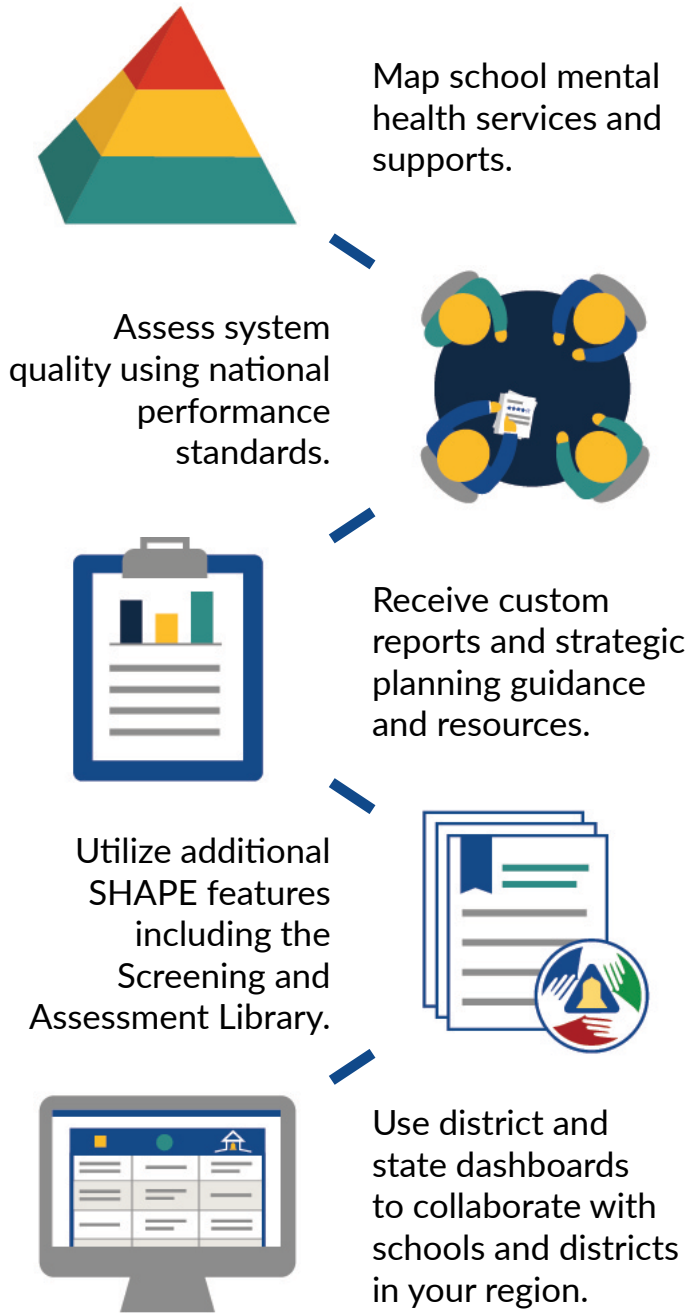 Map school mental
health services and
supports.
Assess system
quality using national
performance
standards.
Receive custom
reports and strategic
planning guidance
and resources.
Utilize additional
SHAPE features
including the
Screening and
Assessment Library.
Use district and
state dashboards
to collaborate with
schools and districts
in your region.